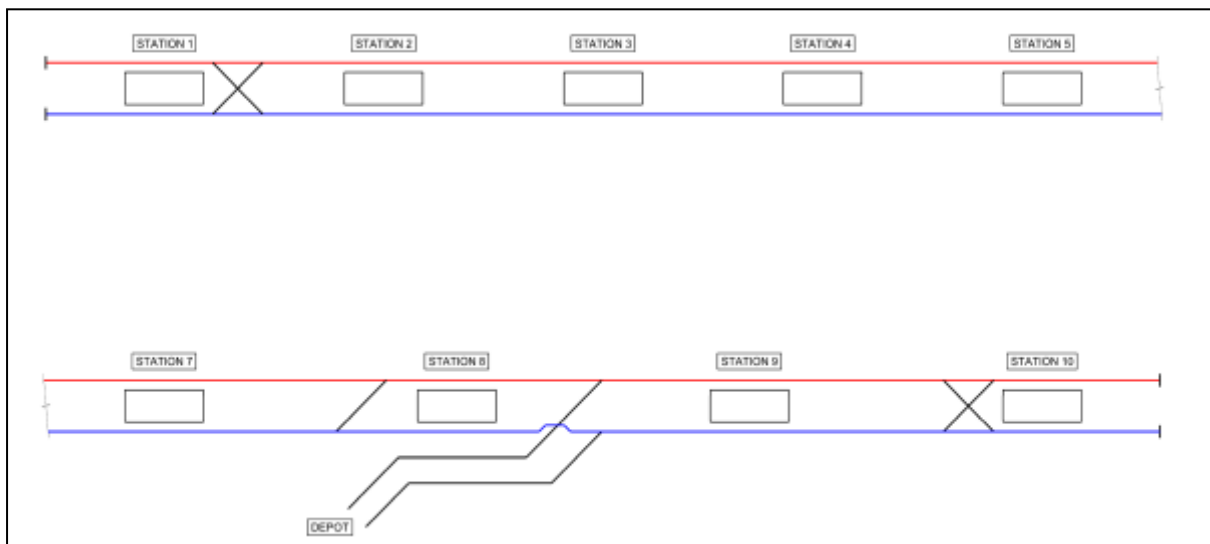 STATION 1
STATION 2
STATION 3
STATION 4
STATION 5
STATION 7
STATION 8
STATION 9
STATION 10
DEPOT